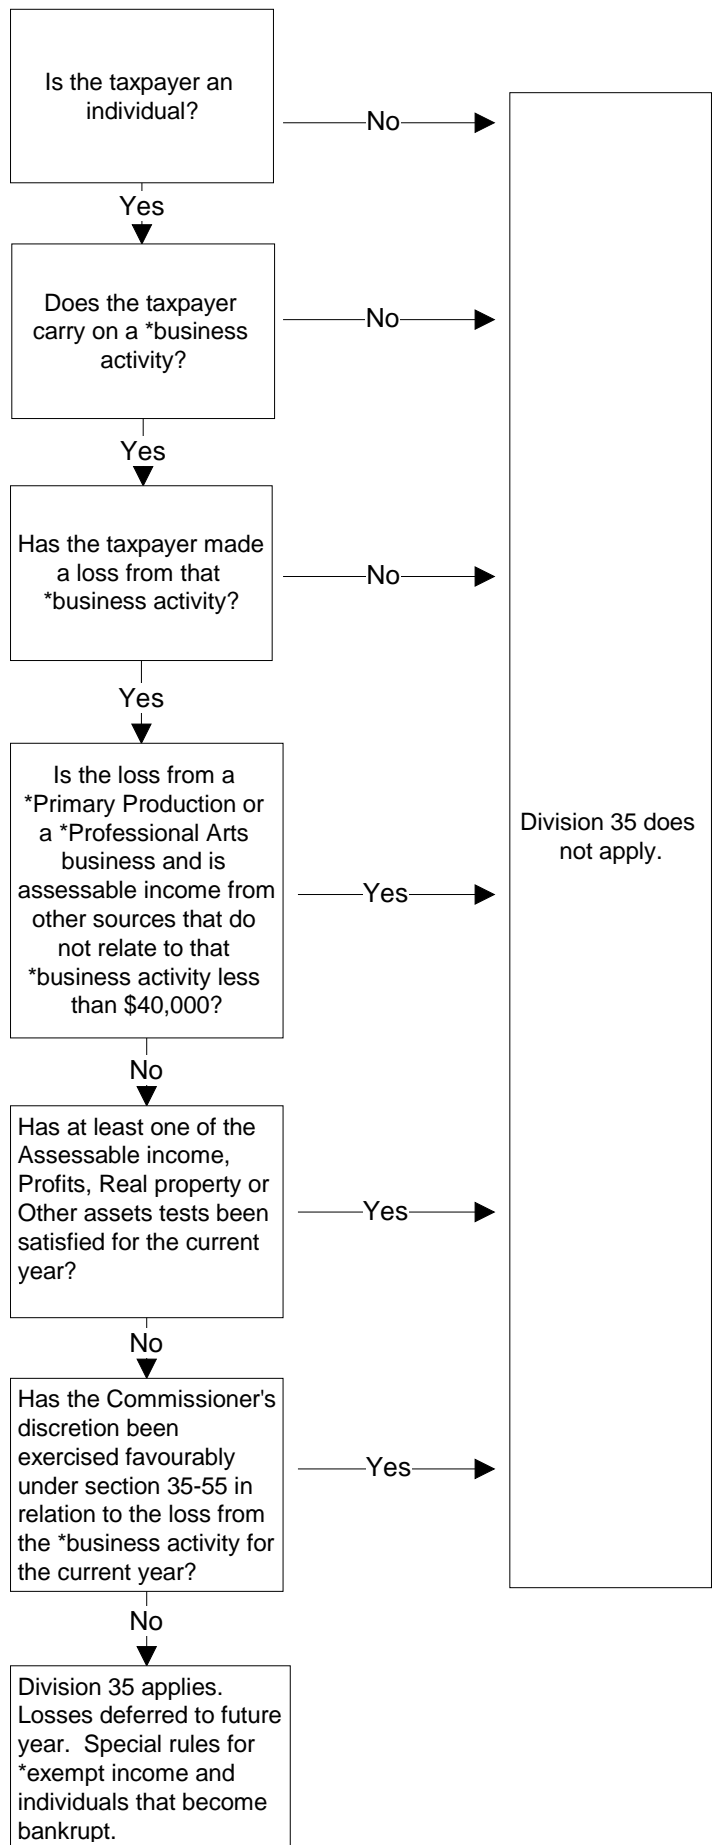 Is the taxpayer an
individual?
No
Yes
Does the taxpayer
carry on a *business
activity?
No
Yes
Has the taxpayer made
a loss from that
*business activity?
No
Yes
Is the loss from a
*Primary Production or
a *Professional Arts
business and is
assessable income from
other sources that do
not relate to that
*business activity less
than $40,000?
Yes
Division 35 does
not apply.
No
Has at least one of the
Assessable income,
Profits, Real property or
Other assets tests been
satisfied for the current
year?
Yes
No
Has the Commissioner's
discretion been
exercised favourably
under section 35-55 in
relation to the loss from
the *business activity for
the current year?
Yes
No
Division 35 applies.
Losses deferred to future
year.  Special rules for
*exempt income and
individuals that become
bankrupt.